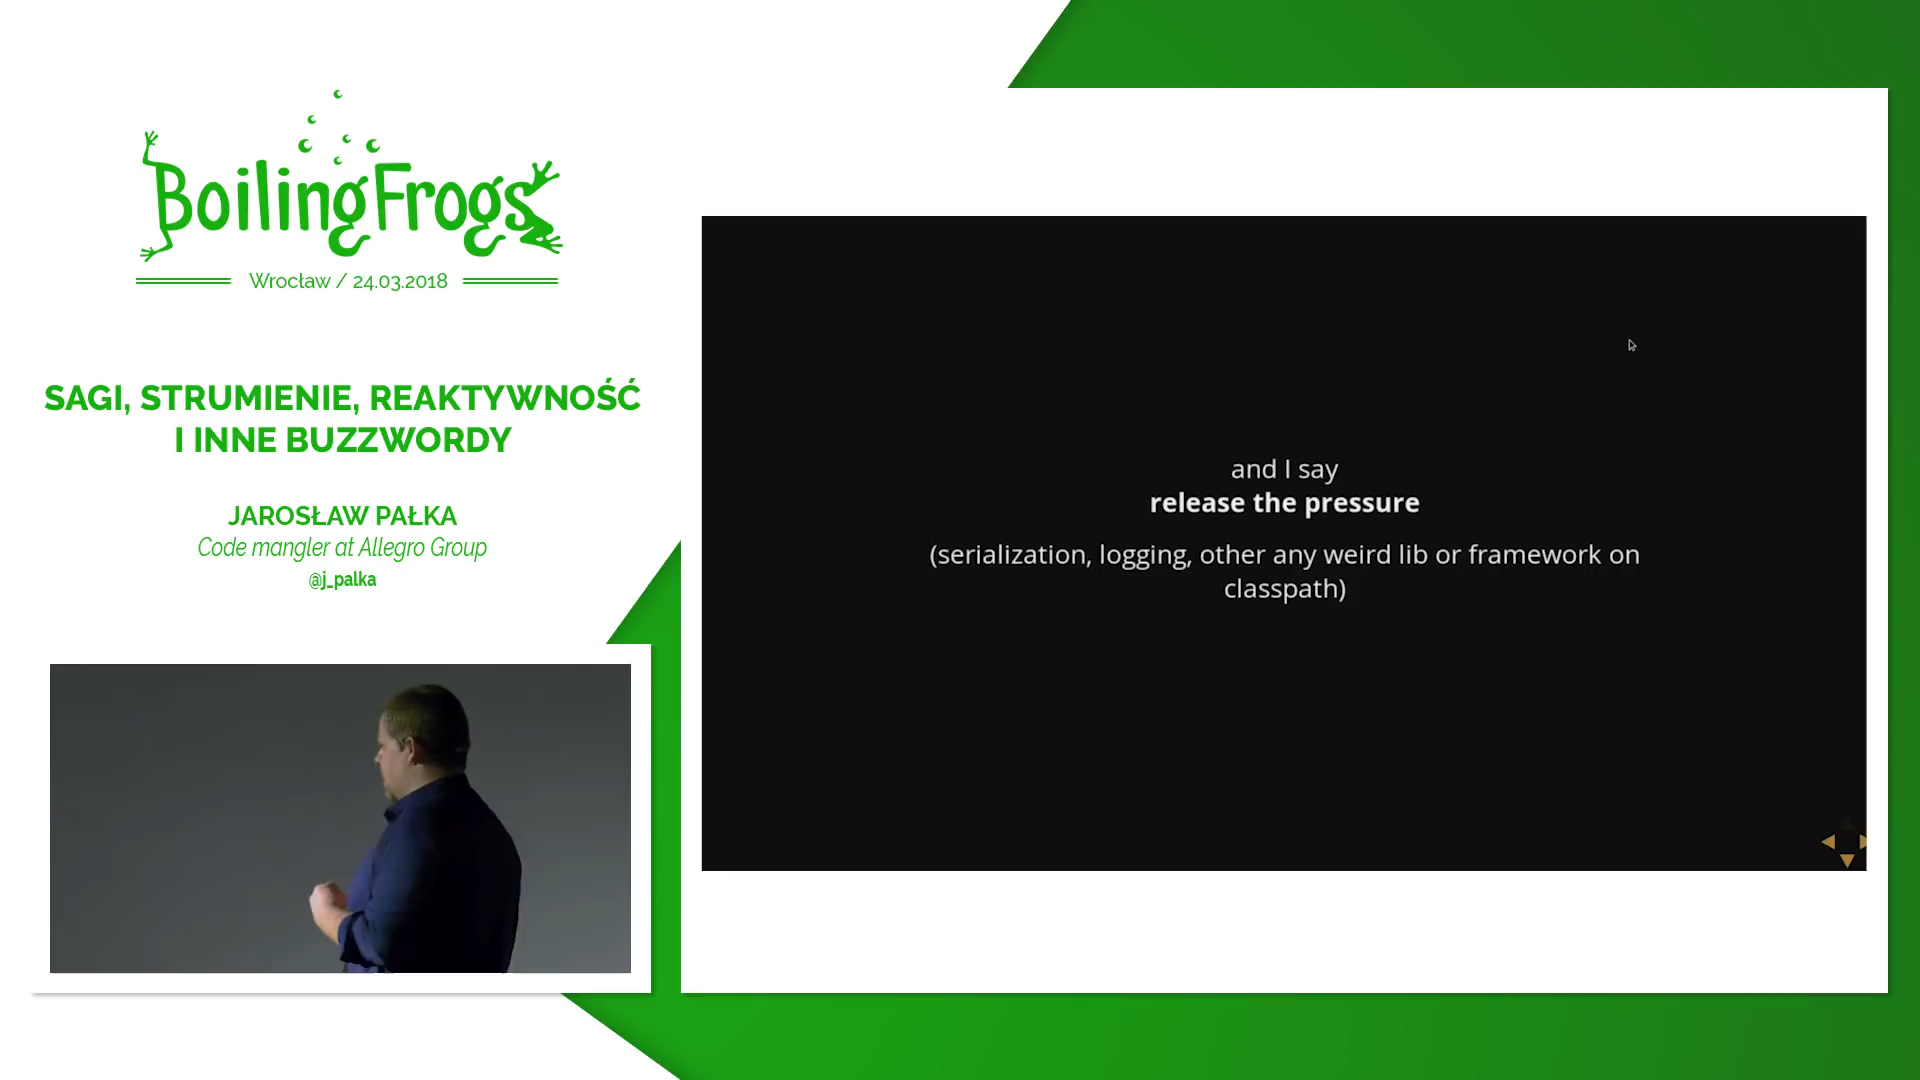 BoilingFrogs
Wrocław / 24.03.2018
SAGI, STRUMIENIE, REAKTYWNOŚĆ
I INNE BUZZWORDY
JAROSŁAW PAŁKA
Code mangler at Allegro Group
@j_palka
and I say
release the pressure
(serialization, logging, other any weird lib or framework on
classpath)